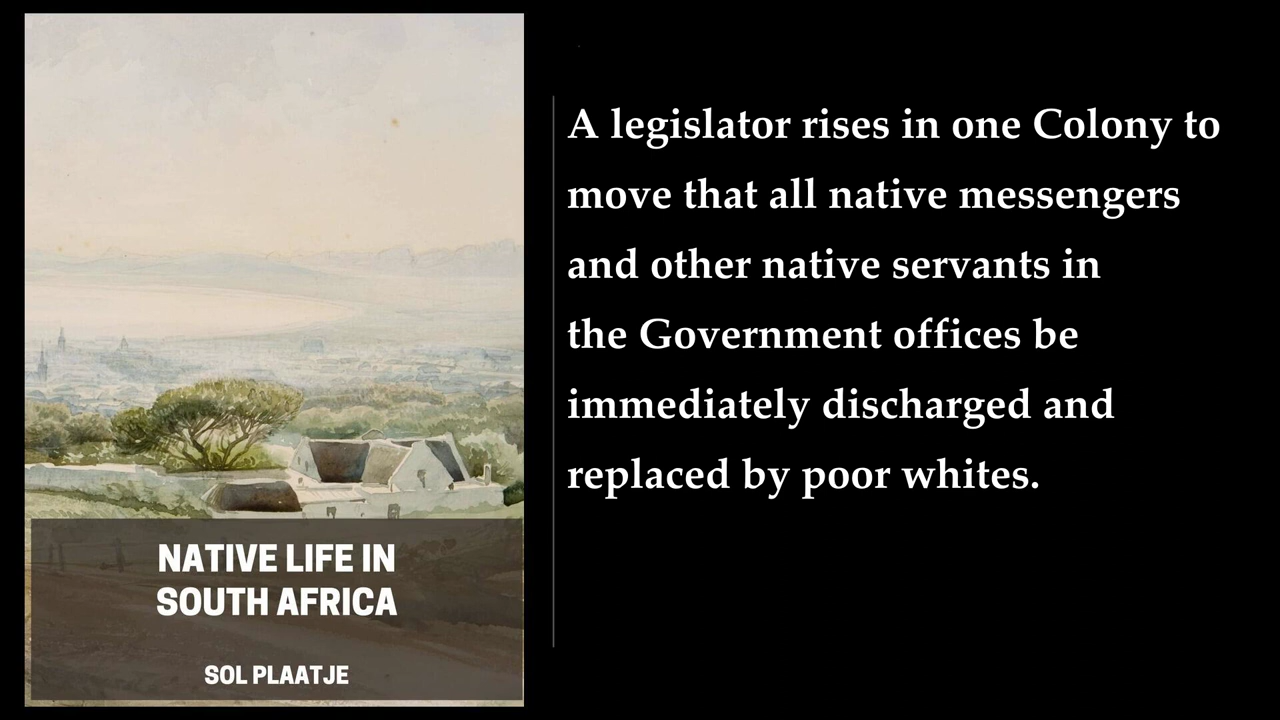 A legislator rises in one Colony to
move that all native messengers
and other native servants in
the Government offices be
immediately discharged and
replaced by poor whites.
NATIVE LIFE IN
SOUTH AFRICA
SOL PLAATJE